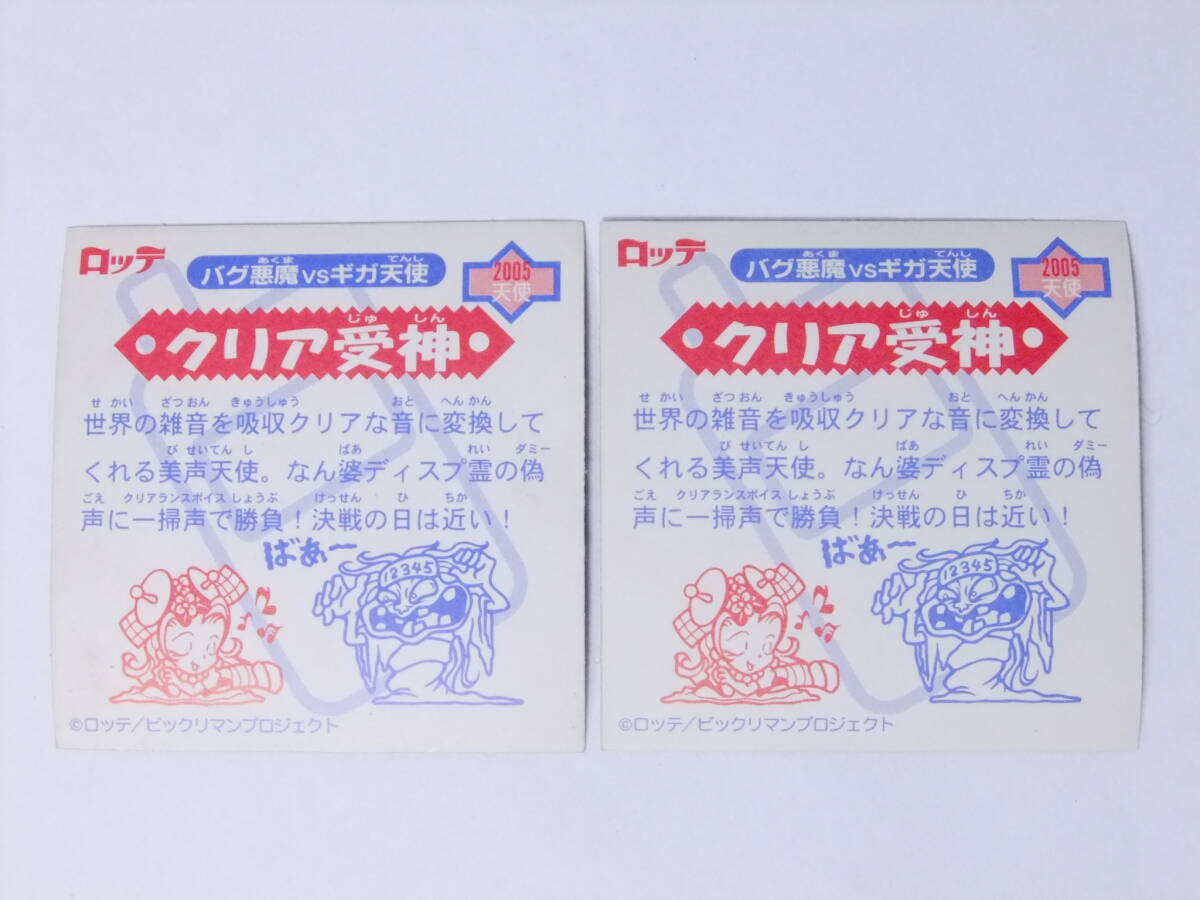 ロッテ
バグ悪魔vsギガ天使
あくま てんし
2005
天使
じゅ しん
クリア受神
せかい ざつおん きゅうしゅう おと へんかん
世界の雑音を吸収クリアな音に変換して
びせいてんし ばあ れい ダミー
くれる美声天使。なん婆ディスプ霊の偽
ごえ クリアランスボイス しょうぶ けっせん ひ ちか
声に一掃声で勝負!決戦の日は近い!
ばあ〜
12345
©ロッテ/ビックリマンプロジェクト
ロッテ
バグ悪魔vsギガ天使
あくま てんし
2005
天使
じゅ しん
クリア受神
せかい ざつおん きゅうしゅう おと へんかん
世界の雑音を吸収クリアな音に変換して
びせいてんし ばあ れい ダミー
くれる美声天使。なん婆ディスプ霊の偽
ごえ クリアランスボイス しょうぶ けっせん ひ ちか
声に一掃声で勝負!決戦の日は近い!
ばあ〜
12345
©ロッテ/ビックリマンプロジェクト